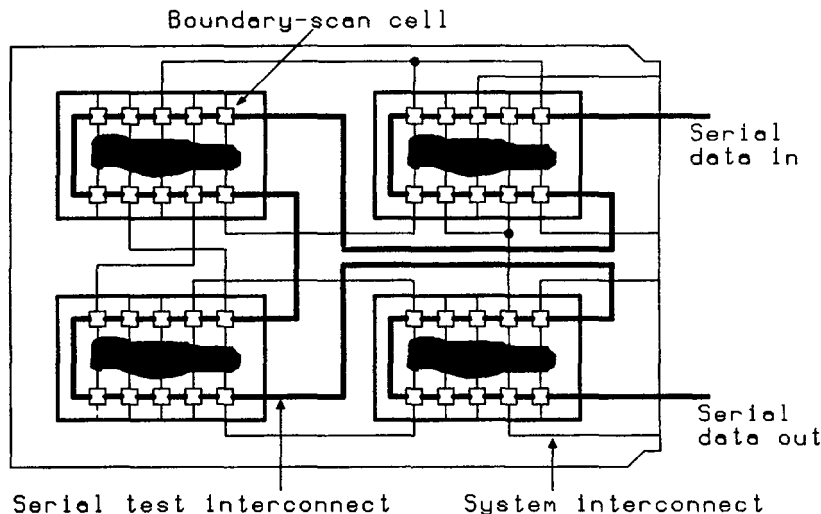 Boundary-scan cell
Serial
data in
Serial
data out
Serial test interconnect
System interconnect